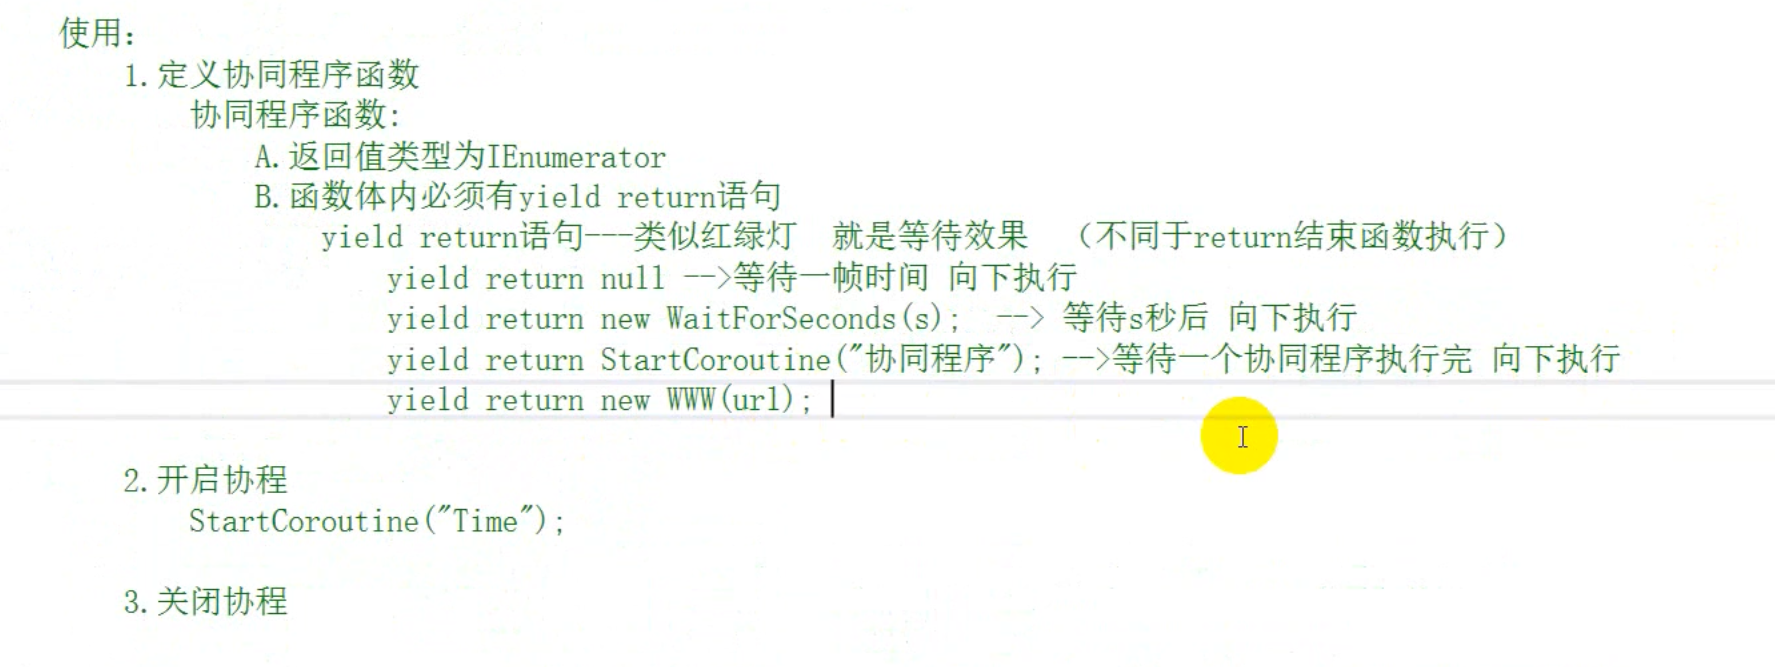 使用：
1.定义协同程序函数
协同程序函数:
A.返回值类型为IEnumerator
B.函数体内必须有yield return语句
yield return语句---类似红绿灯 就是等待效果 （不同于return结束函数执行）
yield return null -->等待一帧时间 向下执行
yield return new WaitForSeconds(s); --> 等待s秒后 向下执行
yield return StartCoroutine("协同程序"); -->等待一个协同程序执行完 向下执行
yield return new WWW(url);
2.开启协程
StartCoroutine("Time");
3.关闭协程